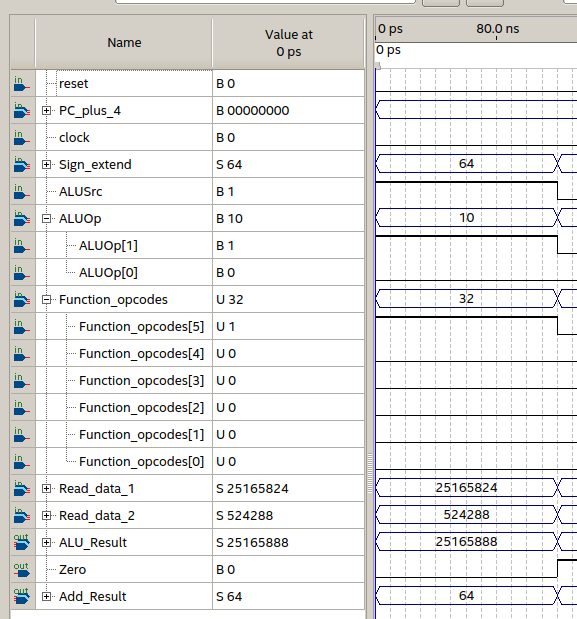 Name Value at 0 ps 0 ps 80.0 ns
0 ps
in reset B 0
in PC_plus_4 B 00000000
in clock B 0
in Sign_extend S 64 64
in ALUSrc B 1
in ALUOp B 10 10
in ALUOp[1] B 1
in ALUOp[0] B 0
in Function_opcodes U 32 32
in Function_opcodes[5] U 1
in Function_opcodes[4] U 0
in Function_opcodes[3] U 0
in Function_opcodes[2] U 0
in Function_opcodes[1] U 0
in Function_opcodes[0] U 0
in Read_data_1 S 25165824 25165824
in Read_data_2 S 524288 524288
out ALU_Result S 25165888 25165888
out Zero B 0
out Add_Result S 64 64